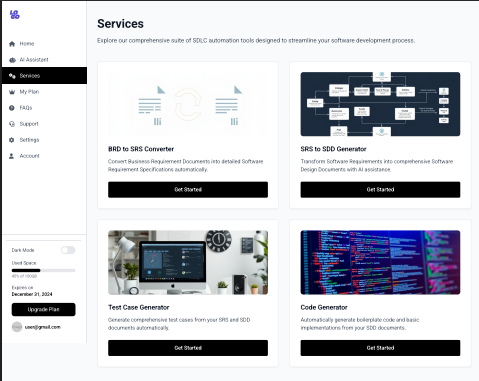 LOGO
Home
AI Assistant
Services
My Plan
FAQs
Support
Settings
Account
Dark Mode
Used Space
Expires on
December 31, 2024
Upgrade Plan
user@gmail.com
Services
Explore our comprehensive suite of SDLC automation tools designed to streamline your software development process.
BRD to SRS Converter
Convert Business Requirement Documents into detailed Software
Requirement Specifications automatically.
Get Started
SRS to SDD Generator
Transform Software Requirements into comprehensive Software
Design Documents with AI assistance.
Get Started
Test Case Generator
Generate comprehensive test cases from your SRS and SDD
documents automatically.
Get Started
Code Generator
Automatically generate boilerplate code and basic
implementations from your SDD documents.
Get Started